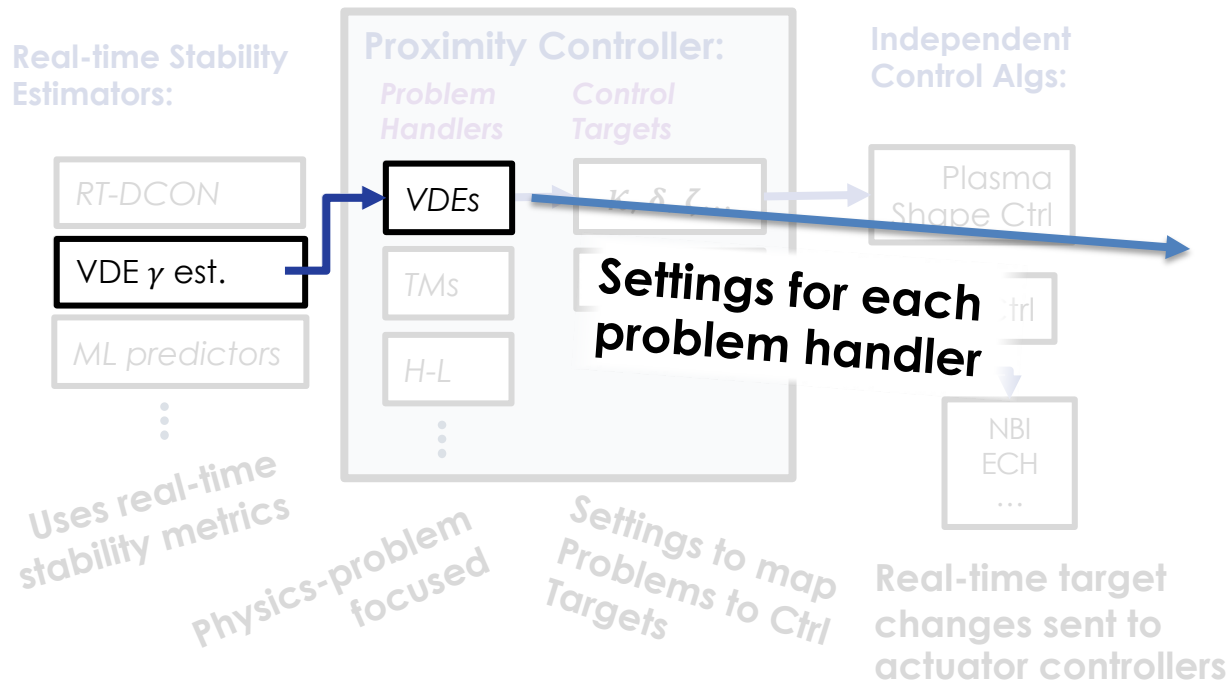 Real-time Stability
Estimators:
RT-DCON
VDE γ est.
ML predictors
Uses real-time
stability metrics
Proximity Controller:
Problem
Handlers
Control
Targets
VDEs
TMs
H-L
κ, δ, ζ...
Settings for each
problem handler
Physics-problem
focused
Settings to map
Problems to Ctrl
Targets
Independent
Control Algs:
Plasma
Shape Ctrl
trl
NBI
ECH
...
Real-time target
changes sent to
actuator controllers